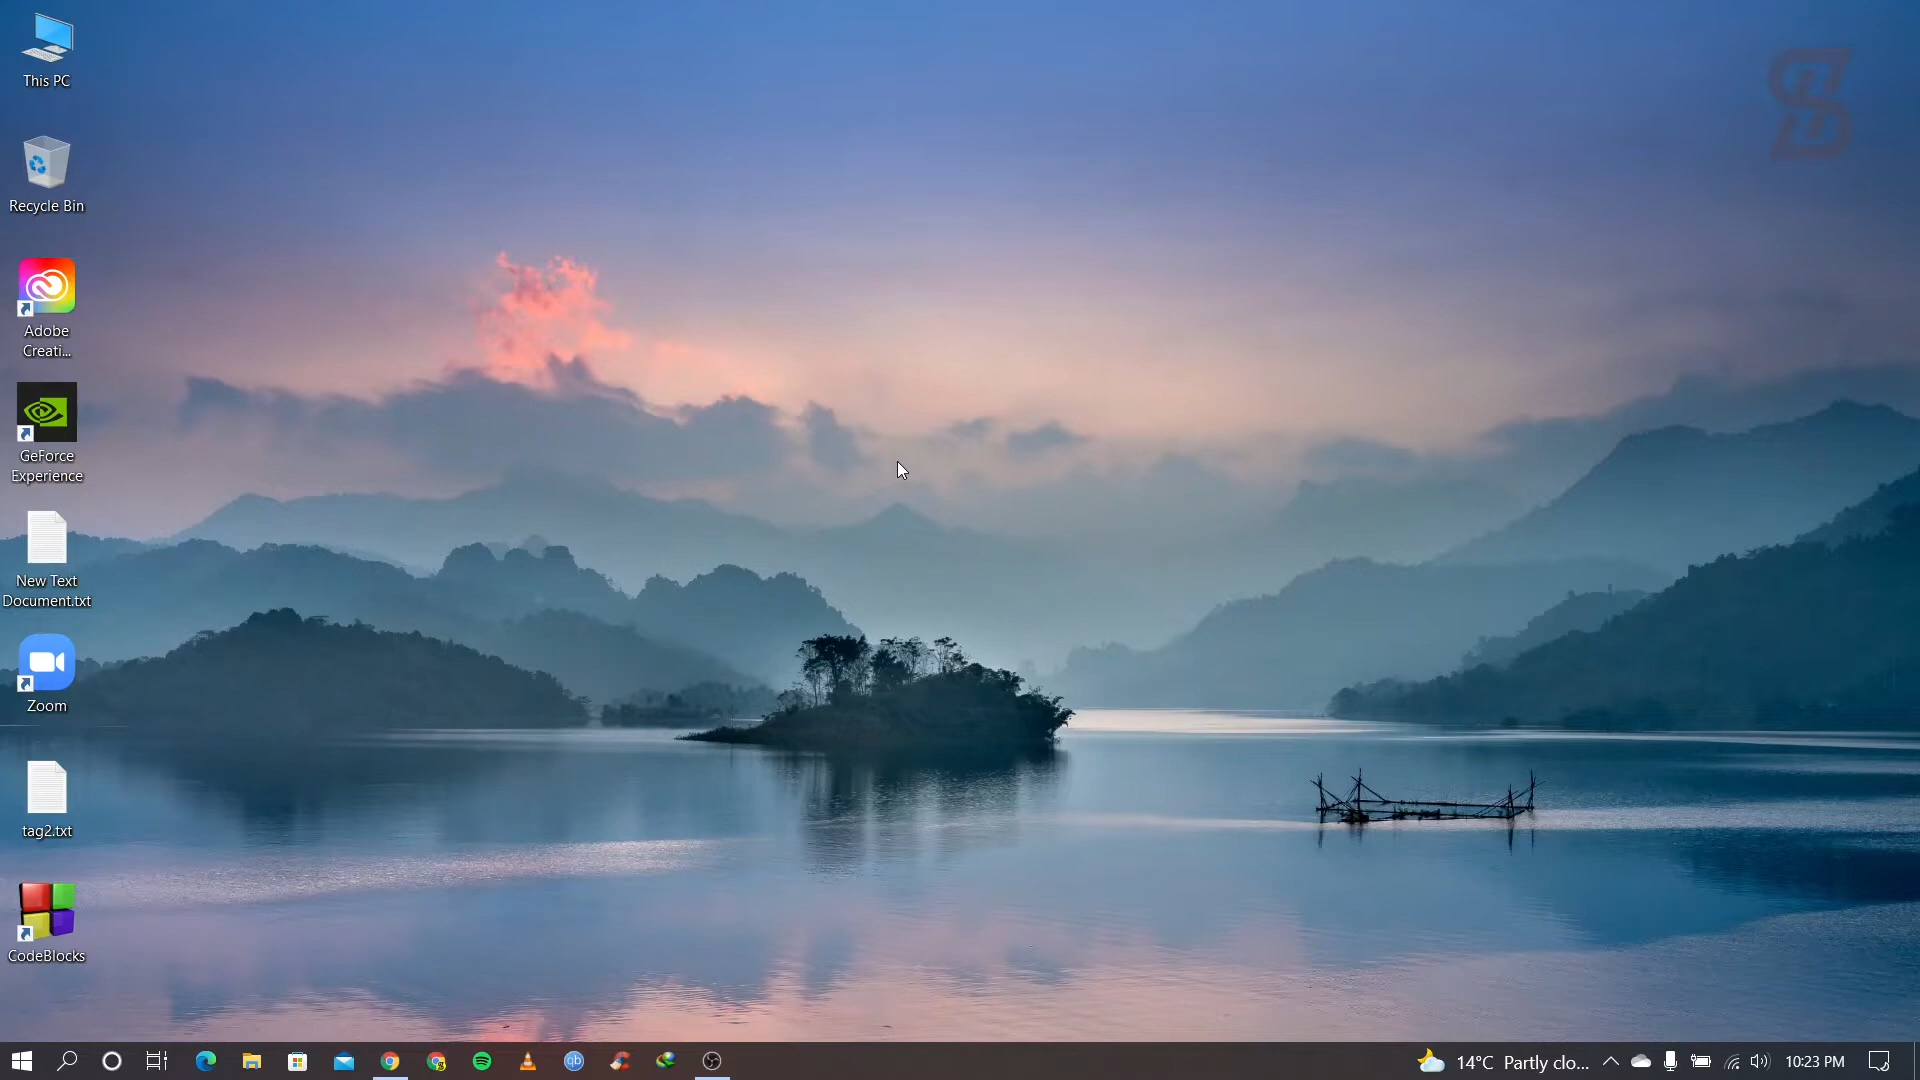 This PC
Recycle Bin
Adobe
Creati...
GeForce
Experience
New Text
Document.txt
Zoom
tag2.txt
CodeBlocks
qb
14°C Partly clo...
10:23 PM